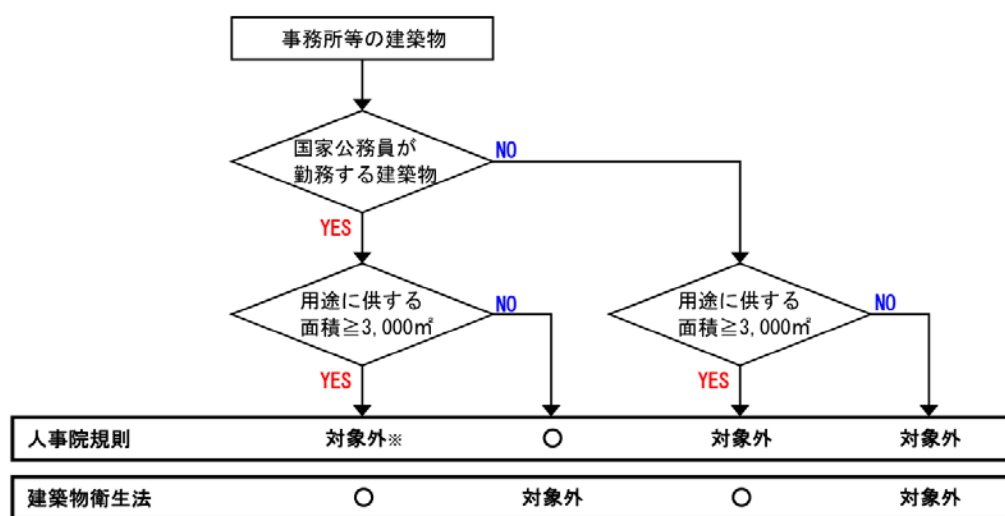 事務所等の建築物
国家公務員が
勤務する建築物
NO
YES
用途に供する
面積≧3,000㎡
NO
YES
用途に供する
面積≧3,000㎡
NO
YES
人事院規則 対象外※ ○ 対象外 対象外
建築物衛生法 ○ 対象外 ○ 対象外